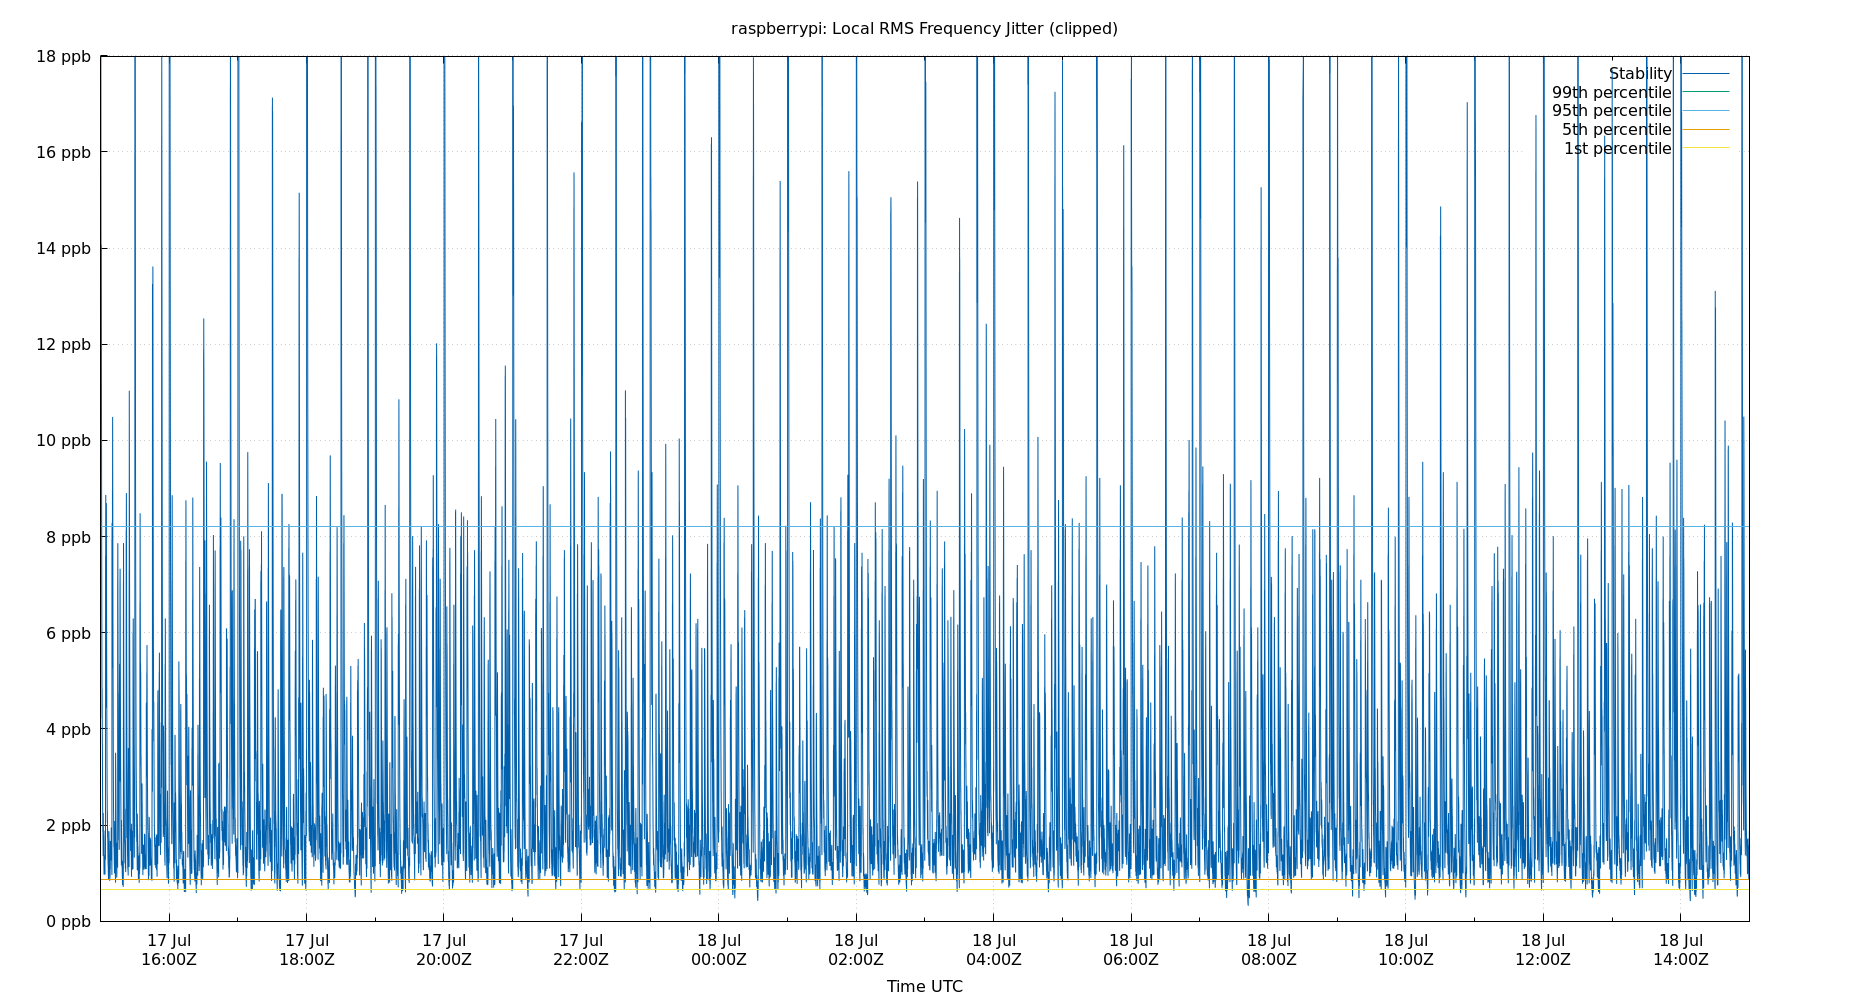 raspberrypi: Local RMS Frequency Jitter (clipped)
18 ppb
16 ppb
14 ppb
12 ppb
10 ppb
8 ppb
6 ppb
4 ppb
2 ppb
0 ppb
Stability
99th percentile
95th percentile
5th percentile
1st percentile
17 Jul 17 Jul 17 Jul 17 Jul 18 Jul 18 Jul 18 Jul 18 Jul 18 Jul 18 Jul 18 Jul 18 Jul
16:00Z 18:00Z 20:00Z 22:00Z 00:00Z 02:00Z 04:00Z 06:00Z 08:00Z 10:00Z 12:00Z 14:00Z
Time UTC